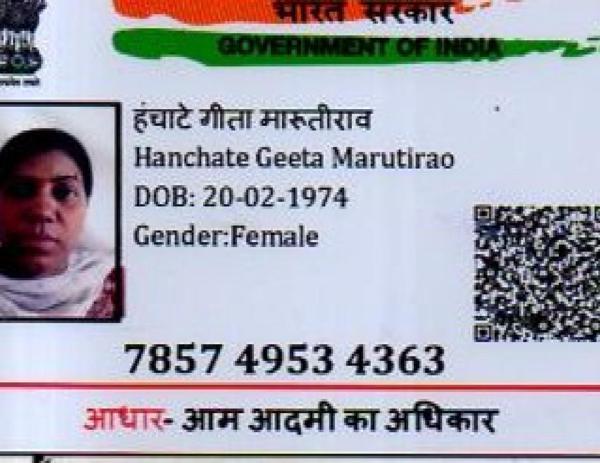 भारत सरकार
GOVERNMENT OF INDIA
हंचाटे गीता मारूतीराव
Hanchate Geeta Marutirao
DOB: 20-02-1974
Gender:Female
7857 4953 4363
आधार- आम आदमी का अधिकार